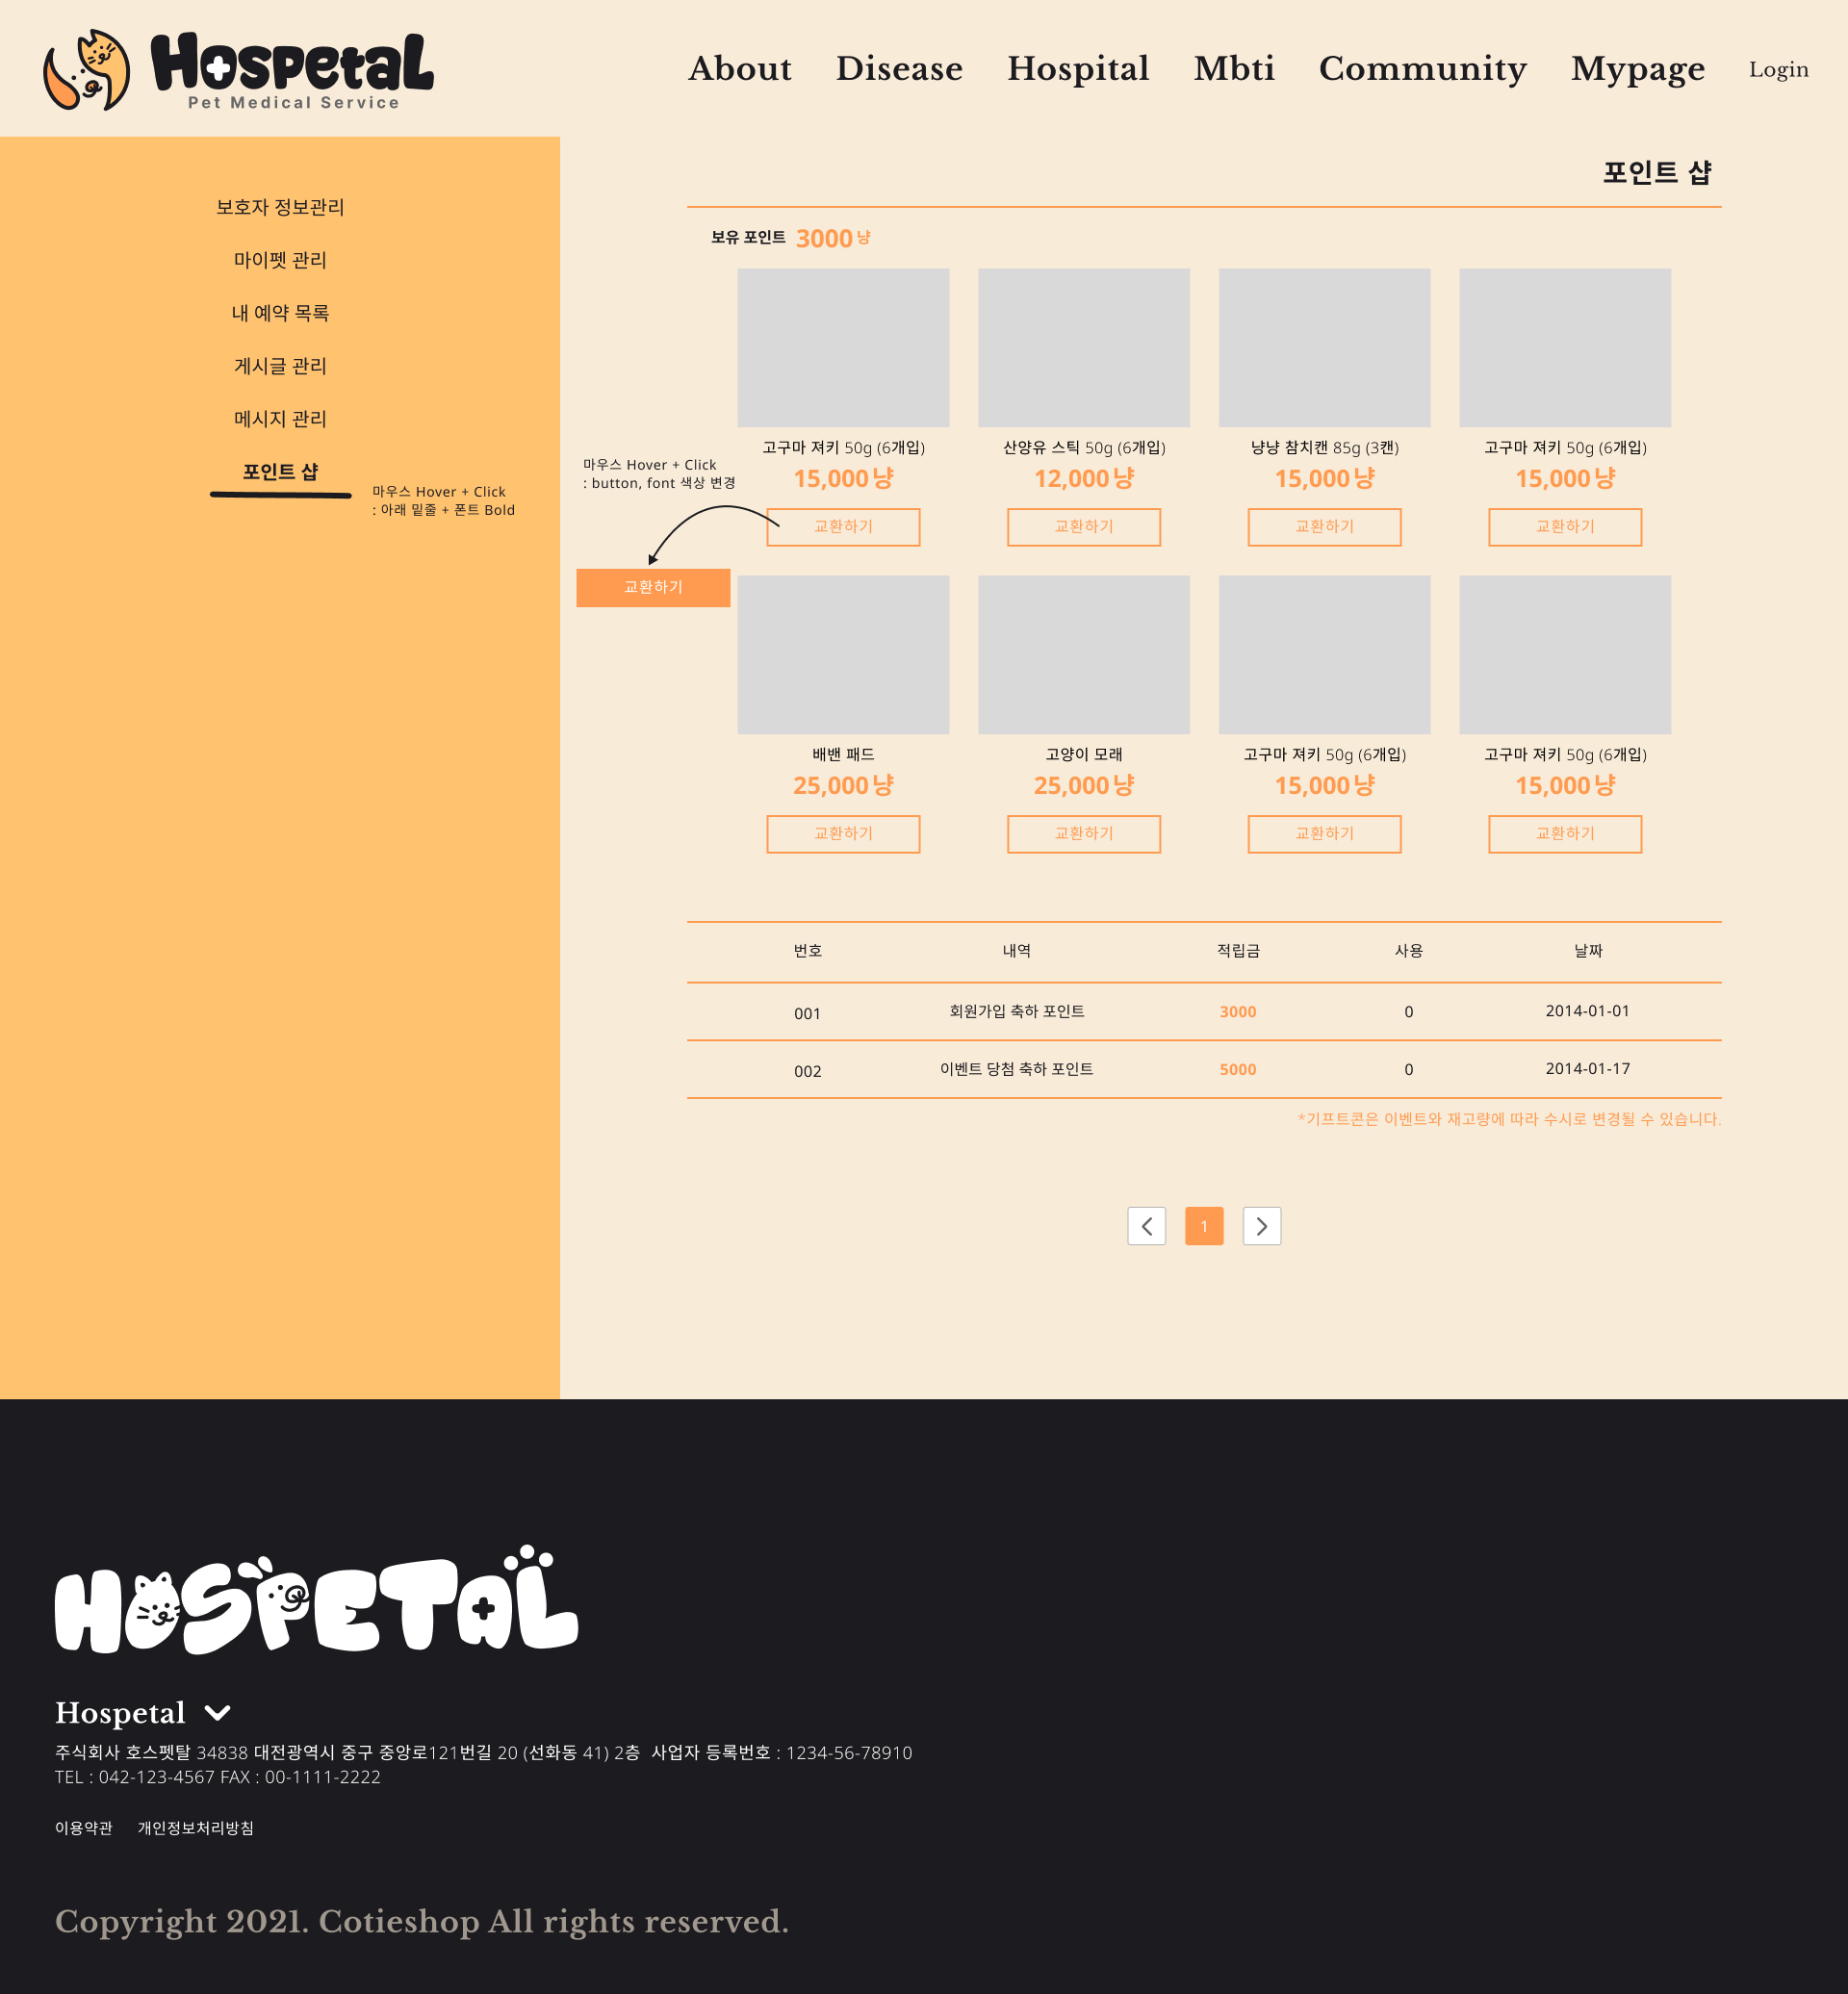 Hospetal
Pet Medical Service
About Disease Hospital Mbti Community Mypage Login
보호자 정보관리
마이펫 관리
내 예약 목록
게시글 관리
메시지 관리
포인트 샵
마우스 Hover + Click
: 아래 밑줄 + 폰트 Bold
포인트 샵
보유 포인트 3000 냥
고구마 져키 50g (6개입) 산양유 스틱 50g (6개입) 냥냥 참치캔 85g (3캔) 고구마 져키 50g (6개입)
15,000 냥 12,000 냥 15,000 냥 15,000 냥
교환하기 교환하기 교환하기 교환하기
마우스 Hover + Click
: button, font 색상 변경
교환하기
배밴 패드 고양이 모래 고구마 져키 50g (6개입) 고구마 져키 50g (6개입)
25,000 냥 25,000 냥 15,000 냥 15,000 냥
교환하기 교환하기 교환하기 교환하기
번호 내역 적립금 사용 날짜
001 회원가입 축하 포인트 3000 0 2014-01-01
002 이벤트 당첨 축하 포인트 5000 0 2014-01-17
*기프트콘은 이벤트와 재고량에 따라 수시로 변경될 수 있습니다.
1
HOSPETAL
Hospetal
주식회사 호스펫탈 34838 대전광역시 중구 중앙로121번길 20 (선화동 41) 2층 사업자 등록번호 : 1234-56-78910
TEL : 042-123-4567 FAX : 00-1111-2222
이용약관 개인정보처리방침
Copyright 2021. Cotieshop All rights reserved.